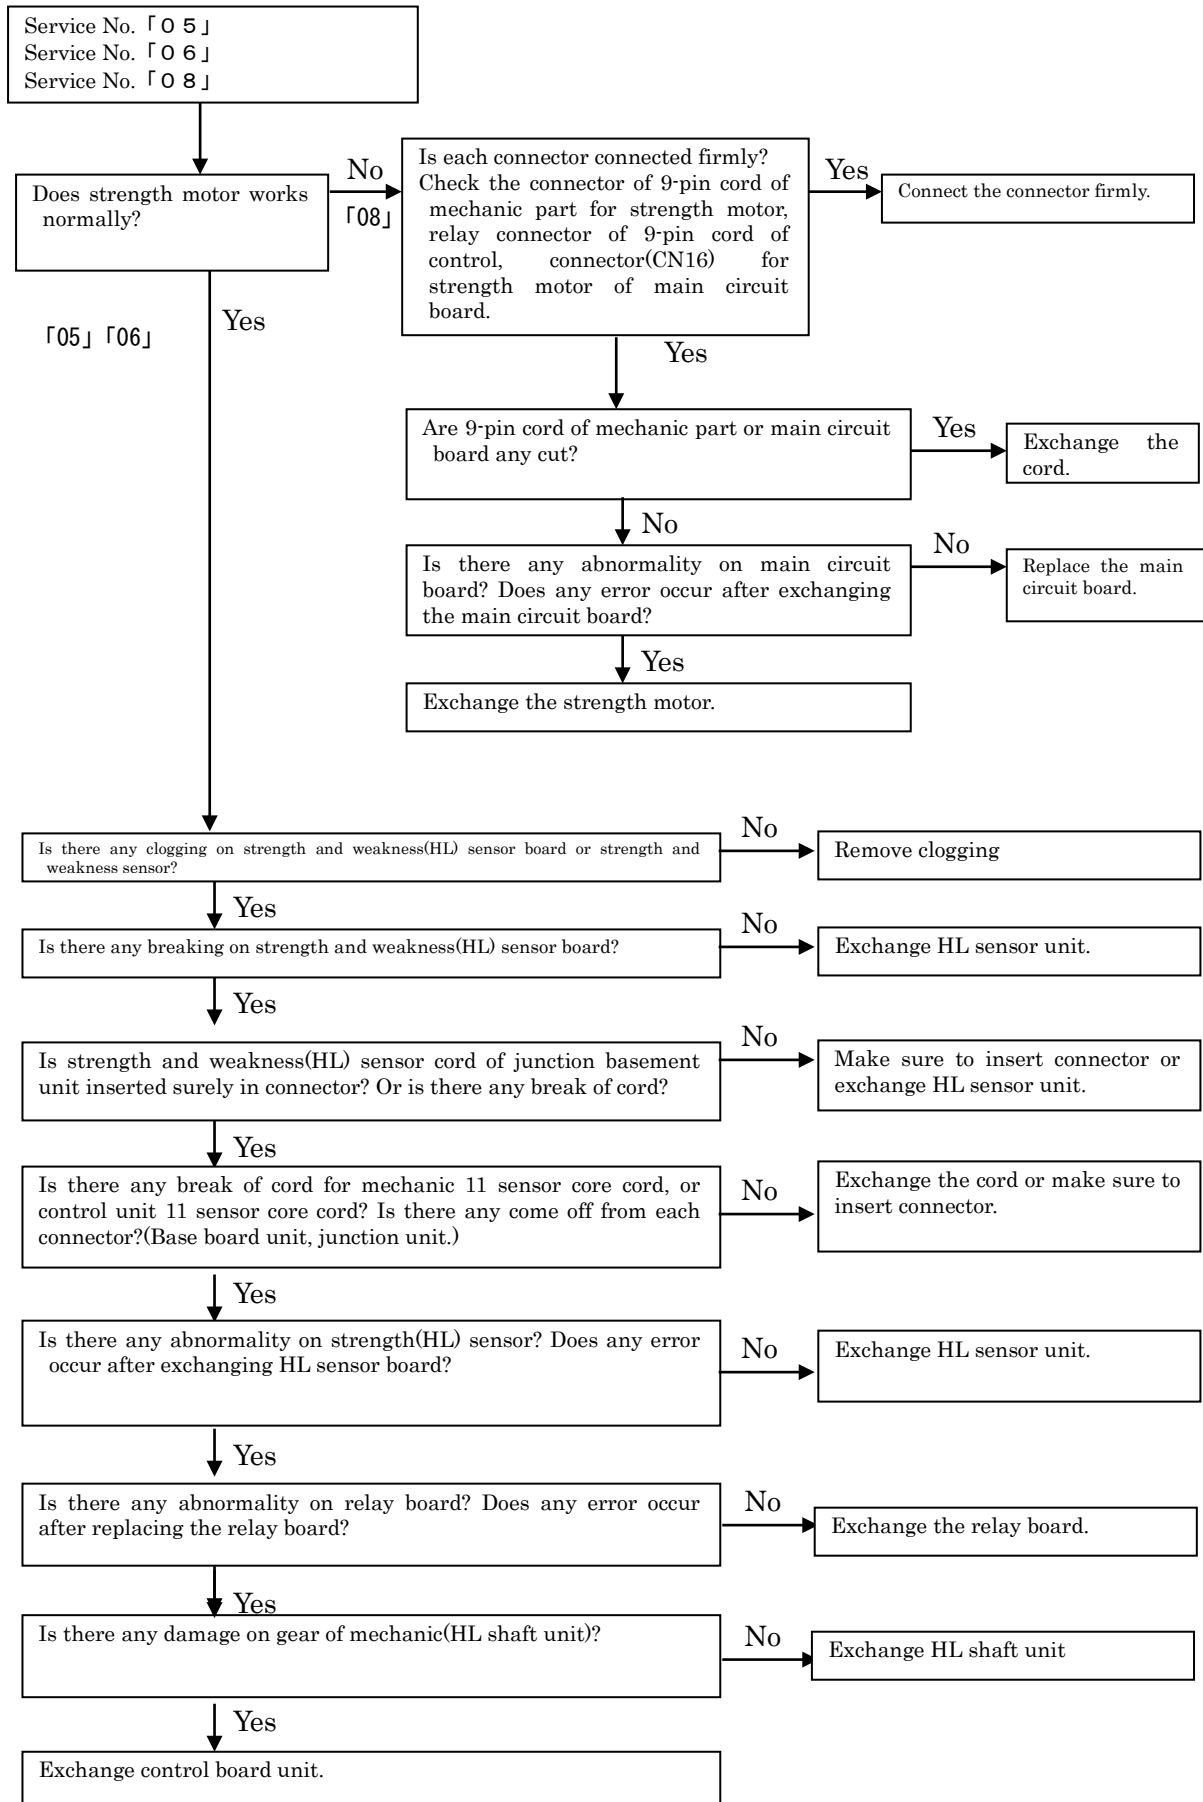 Service No.「０５」
Service No.「０６」
Service No.「０８」
Does strength motor works
normally?
No
「08」
Is each connector connected firmly?
Check the connector of 9-pin cord of
mechanic part for strength motor,
relay connector of 9-pin cord of
control, connector(CN16) for
strength motor of main circuit
board.
Yes
Connect the connector firmly.
「05」「06」
Yes
Yes
Are 9-pin cord of mechanic part or main circuit
board any cut?
Yes
Exchange the
cord.
No
Is there any abnormality on main circuit
board? Does any error occur after exchanging
the main circuit board?
No
Replace the main
circuit board.
Yes
Exchange the strength motor.
Is there any clogging on strength and weakness(HL) sensor board or strength and
weakness sensor?
No
Remove clogging
Yes
Is there any breaking on strength and weakness(HL) sensor board?
No
Exchange HL sensor unit.
Yes
Is strength and weakness(HL) sensor cord of junction basement
unit inserted surely in connector? Or is there any break of cord?
No
Make sure to insert connector or
exchange HL sensor unit.
Yes
Is there any break of cord for mechanic 11 sensor core cord, or
control unit 11 sensor core cord? Is there any come off from each
connector?(Base board unit, junction unit.)
No
Exchange the cord or make sure to
insert connector.
Yes
Is there any abnormality on strength(HL) sensor? Does any error
occur after exchanging HL sensor board?
No
Exchange HL sensor unit.
Yes
Is there any abnormality on relay board? Does any error occur
after replacing the relay board?
No
Exchange the relay board.
Yes
Is there any damage on gear of mechanic(HL shaft unit)?
No
Exchange HL shaft unit
Yes
Exchange control board unit.